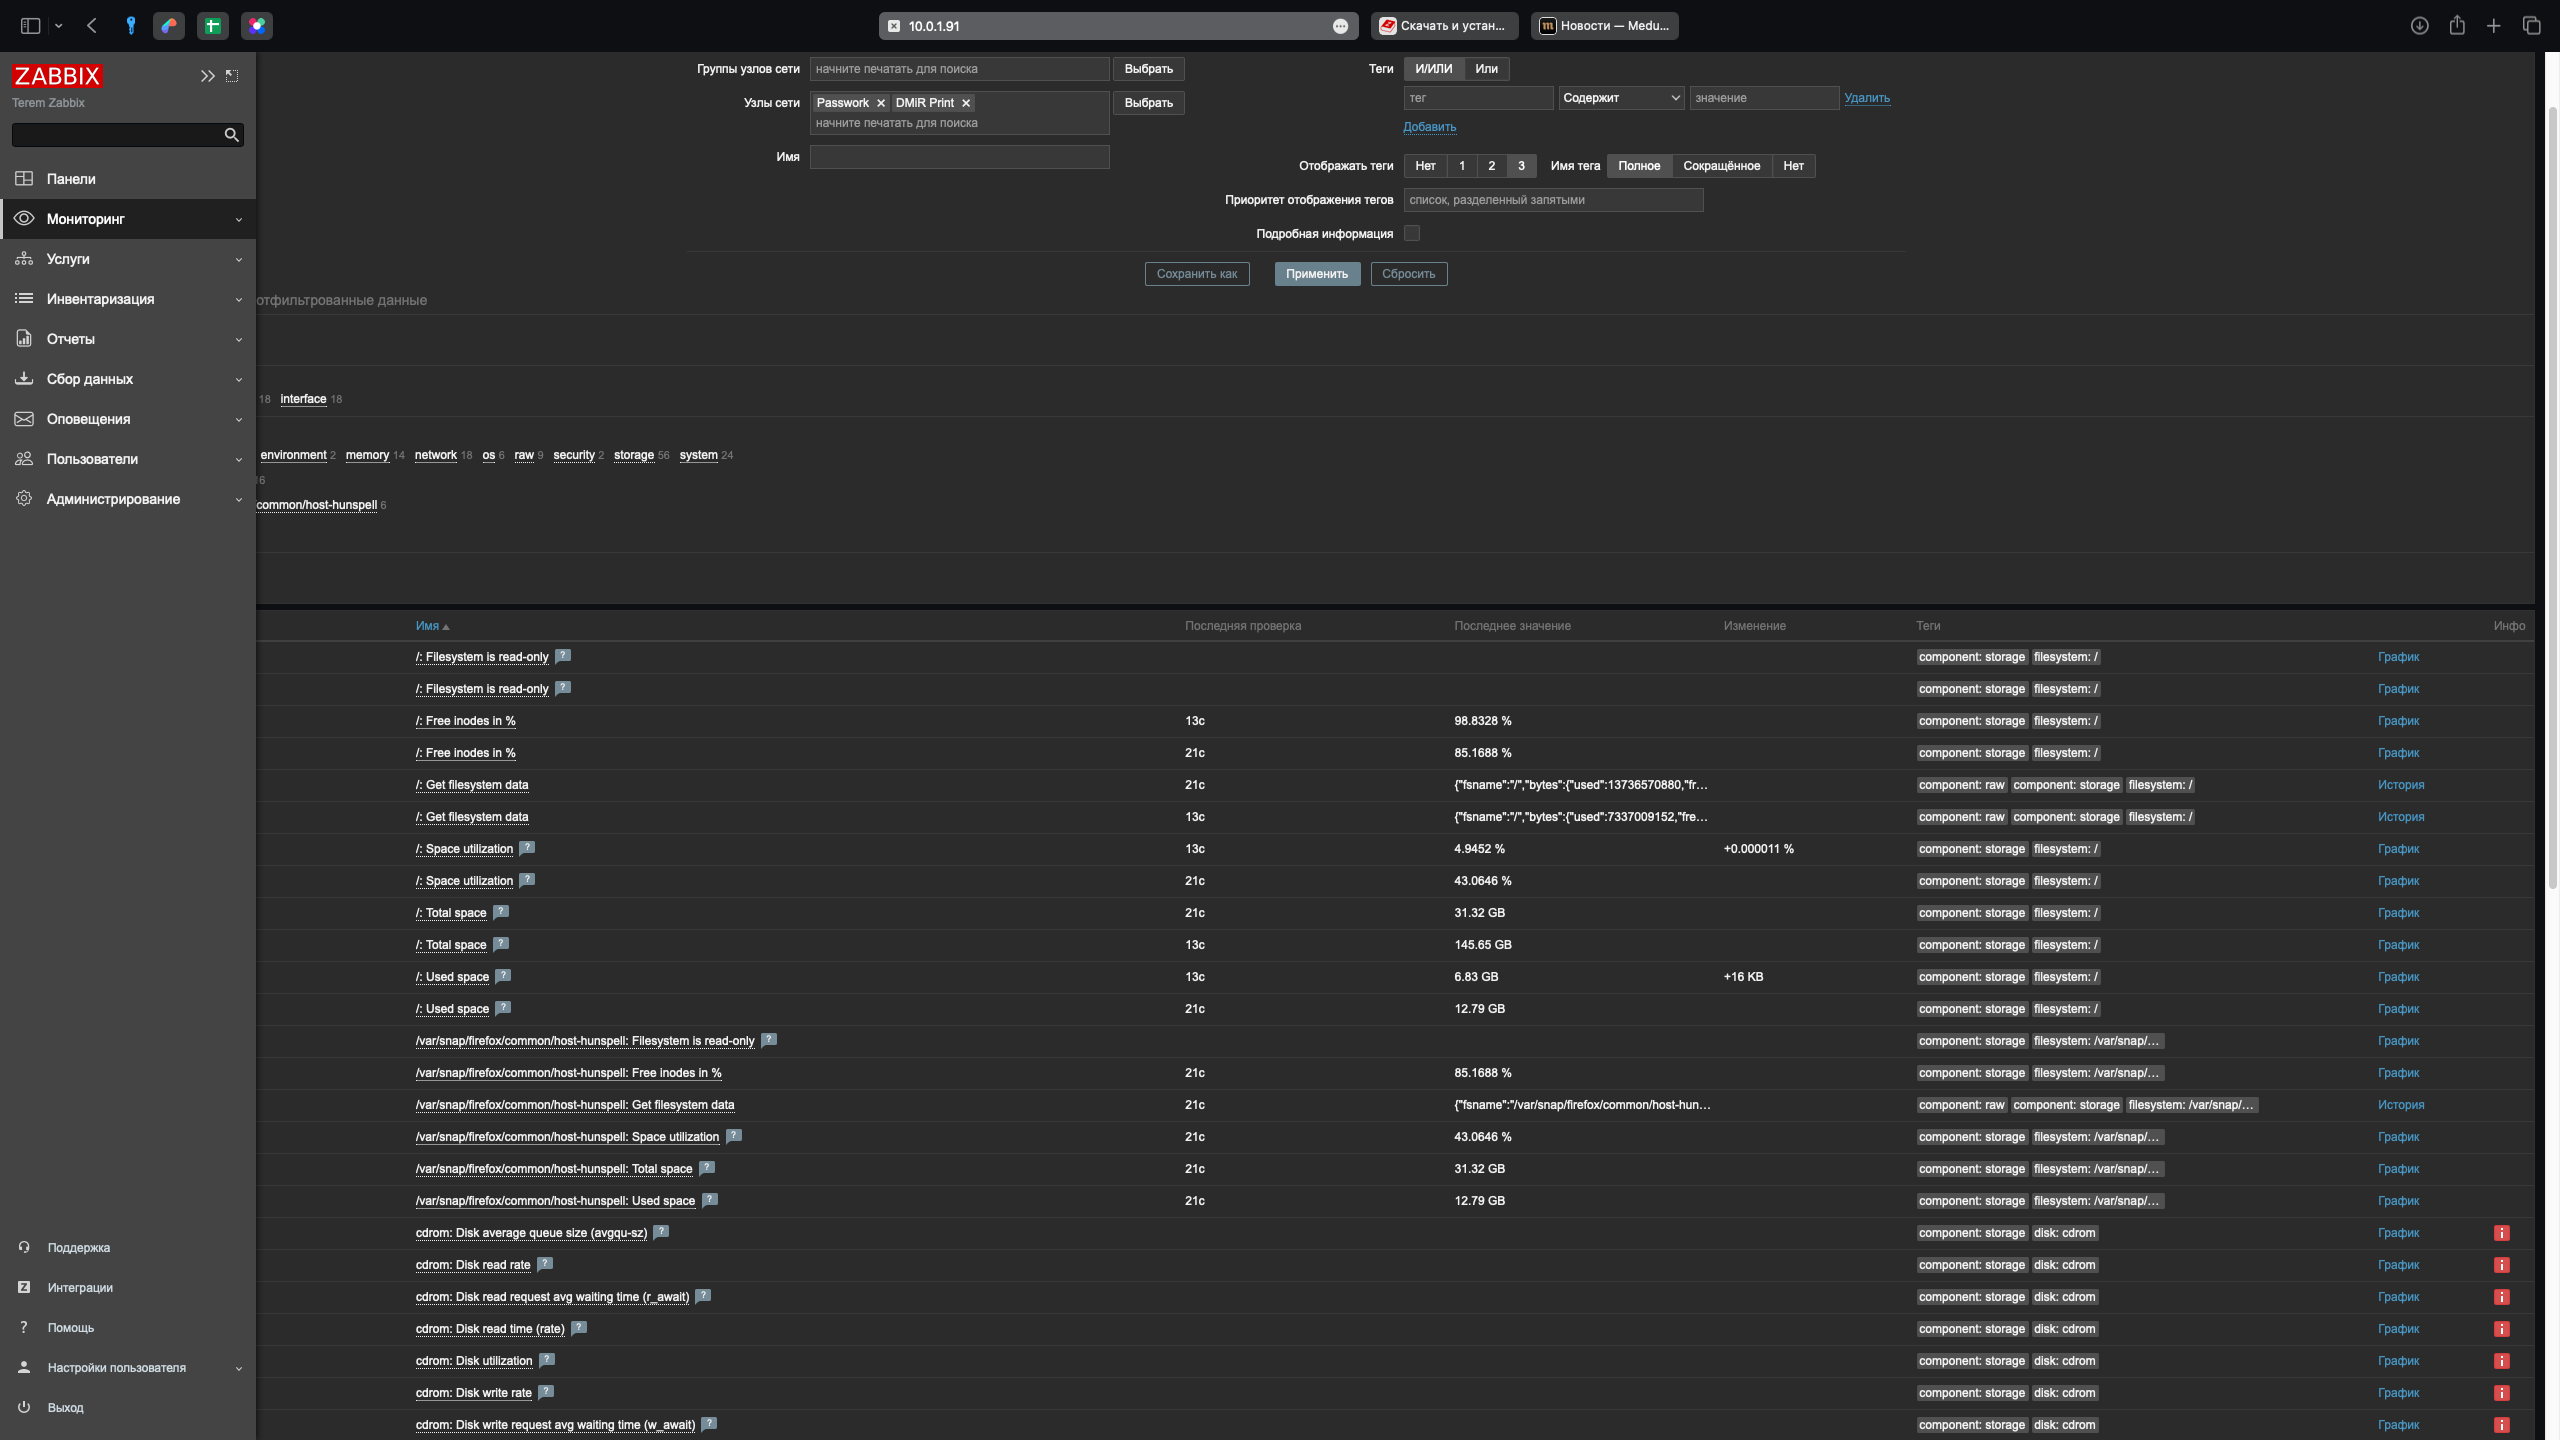 10.0.1.91
Скачать и устан...
Новости — Medu...
ZABBIX
Terem Zabbix
Панели
Мониторинг
Услуги
Инвентаризация
Отчеты
Сбор данных
Оповещения
Пользователи
Администрирование
Поддержка
Интеграции
Помощь
Настройки пользователя
Выход
Группы узлов сети начните печатать для поиска Выбрать
Узлы сети Passwork DMiR Print Выбрать
начните печатать для поиска
Имя
Теги И/ИЛИ Или
тег Содержит значение Удалить
Добавить
Отображать теги Нет 1 2 3 Имя тега Полное Сокращённое Нет
Приоритет отображения тегов список, разделенный запятыми
Подробная информация
Сохранить как Применить Сбросить
отфильтрованные данные
18 interface 18
environment 2 memory 14 network 18 os 6 raw 9 security 2 storage 56 system 24
16
common/host-hunspell 6
Имя Последняя проверка Последнее значение Изменение Теги Инфо
/: Filesystem is read-only ? component: storage filesystem: / График
/: Filesystem is read-only ? component: storage filesystem: / График
/: Free inodes in % 13с 98.8328 % component: storage filesystem: / График
/: Free inodes in % 21с 85.1688 % component: storage filesystem: / График
/: Get filesystem data 21с {"fsname":"/","bytes":{"used":13736570880,"fr... component: raw component: storage filesystem: / История
/: Get filesystem data 13с {"fsname":"/","bytes":{"used":7337009152,"fre... component: raw component: storage filesystem: / История
/: Space utilization ? 13с 4.9452 % +0.000011 % component: storage filesystem: / График
/: Space utilization ? 21с 43.0646 % component: storage filesystem: / График
/: Total space ? 21с 31.32 GB component: storage filesystem: / График
/: Total space ? 13с 145.65 GB component: storage filesystem: / График
/: Used space ? 13с 6.83 GB +16 KB component: storage filesystem: / График
/: Used space ? 21с 12.79 GB component: storage filesystem: / График
/var/snap/firefox/common/host-hunspell: Filesystem is read-only ? component: storage filesystem: /var/snap/... График
/var/snap/firefox/common/host-hunspell: Free inodes in % 21с 85.1688 % component: storage filesystem: /var/snap/... График
/var/snap/firefox/common/host-hunspell: Get filesystem data 21с {"fsname":"/var/snap/firefox/common/host-hun... component: raw component: storage filesystem: /var/snap/... История
/var/snap/firefox/common/host-hunspell: Space utilization ? 21с 43.0646 % component: storage filesystem: /var/snap/... График
/var/snap/firefox/common/host-hunspell: Total space ? 21с 31.32 GB component: storage filesystem: /var/snap/... График
/var/snap/firefox/common/host-hunspell: Used space ? 21с 12.79 GB component: storage filesystem: /var/snap/... График
cdrom: Disk average queue size (avgqu-sz) ? component: storage disk: cdrom График i
cdrom: Disk read rate ? component: storage disk: cdrom График i
cdrom: Disk read request avg waiting time (r_await) ? component: storage disk: cdrom График i
cdrom: Disk read time (rate) ? component: storage disk: cdrom График i
cdrom: Disk utilization ? component: storage disk: cdrom График i
cdrom: Disk write rate ? component: storage disk: cdrom График i
cdrom: Disk write request avg waiting time (w_await) ? component: storage disk: cdrom График i